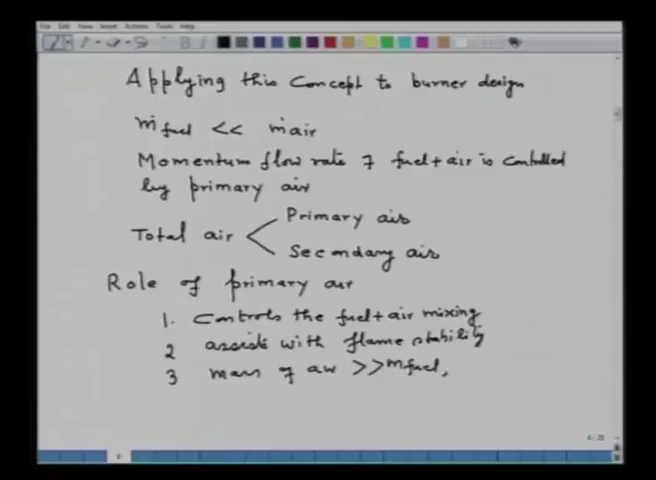 Applying this concept to burner design
ṁfuel << ṁair
Momentum flow rate of fuel + air is controlled
by primary air
Primary air
Total air
Secondary air
Role of primary air
1. controls the fuel + air mixing
2 assists with flame stability
3 mass of air >> mfuel,